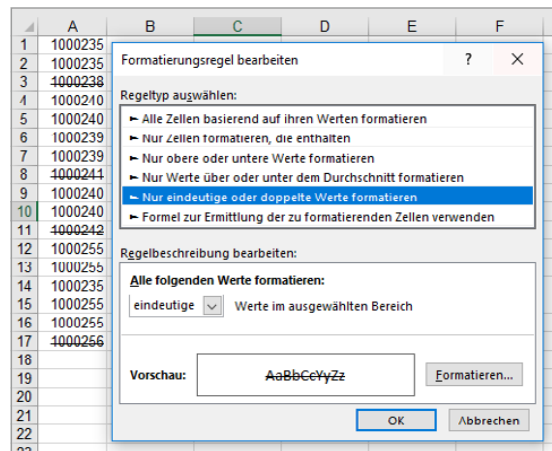 A B C D E F
1 1000235
2 1000235
3 1000238
4 1000240
5 1000240
6 1000239
7 1000239
8 1000241
9 1000240
10 1000240
11 1000242
12 1000255
13 1000255
14 1000235
15 1000255
16 1000255
17 1000256
18
19
20
21
22
23
Formatierungsregel bearbeiten ? ×
Regeltyp auswählen:
► Alle Zellen basierend auf ihren Werten formatieren
► Nur Zellen formatieren, die enthalten
► Nur obere oder untere Werte formatieren
► Nur Werte über oder unter dem Durchschnitt formatieren
► Nur eindeutige oder doppelte Werte formatieren
► Formel zur Ermittlung der zu formatierenden Zellen verwenden
Regelbeschreibung bearbeiten:
Alle folgenden Werte formatieren:
eindeutige Werte im ausgewählten Bereich
Vorschau: AaBbCcYyZz Formatieren...
OK Abbrechen